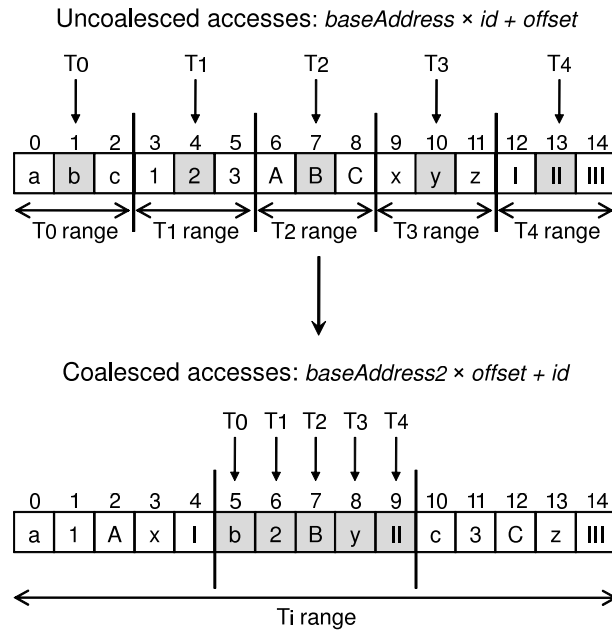 Uncoalesced accesses: baseAddress × id + offset
T0 T1 T2 T3 T4
0 1 2 3 4 5 6 7 8 9 10 11 12 13 14
a b c 1 2 3 A B C x y z I II III
T0 range T1 range T2 range T3 range T4 range
Coalesced accesses: baseAddress2 × offset + id
T0 T1 T2 T3 T4
0 1 2 3 4 5 6 7 8 9 10 11 12 13 14
a 1 A x I b 2 B y II c 3 C z III
Ti range